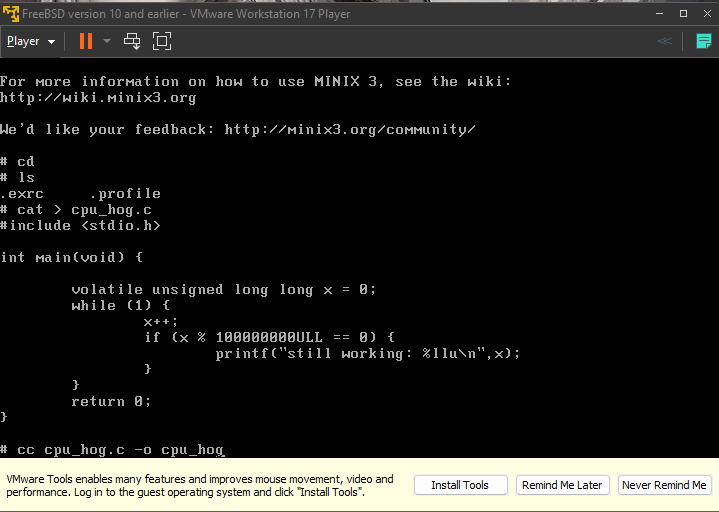 FreeBSD version 10 and earlier - VMware Workstation 17 Player
Player
For more information on how to use MINIX 3, see the wiki:
http://wiki.minix3.org
We'd like your feedback: http://minix3.org/community/
# cd
# ls
.exrc     .profile
# cat > cpu_hog.c
#include <stdio.h>
int main(void) {
        volatile unsigned long long x = 0;
        while (1) {
                x++;
                if (x % 100000000ULL == 0) {
                        printf("still working: %llu\n",x);
                }
        }
        return 0;
}
# cc cpu_hog.c -o cpu_hog
VMware Tools enables many features and improves mouse movement, video and
performance. Log in to the guest operating system and click "Install Tools".
Install Tools
Remind Me Later
Never Remind Me